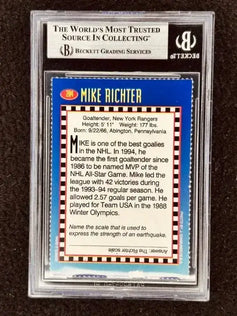 THE WORLD'S MOST TRUSTED
SOURCE IN COLLECTING™
BECKETT GRADING SERVICES
BECKETT
MIKE RICHTER
Goaltender, New York Rangers
Height: 5' 11" Weight: 177 lbs.
Born: 9/22/66, Abington, Pennsylvania
MIKE is one of the best goalies
in the NHL. In 1994, he
became the first goaltender since
1986 to be named MVP of the
NHL All-Star Game. Mike led the
league with 42 victories during
the 1993-94 regular season. He
allowed 2.57 goals per game. He
played for Team USA in the 1988
Winter Olympics.
Name the scale that is used to
express the strength of an earthquake.
Answer: The Richter scale